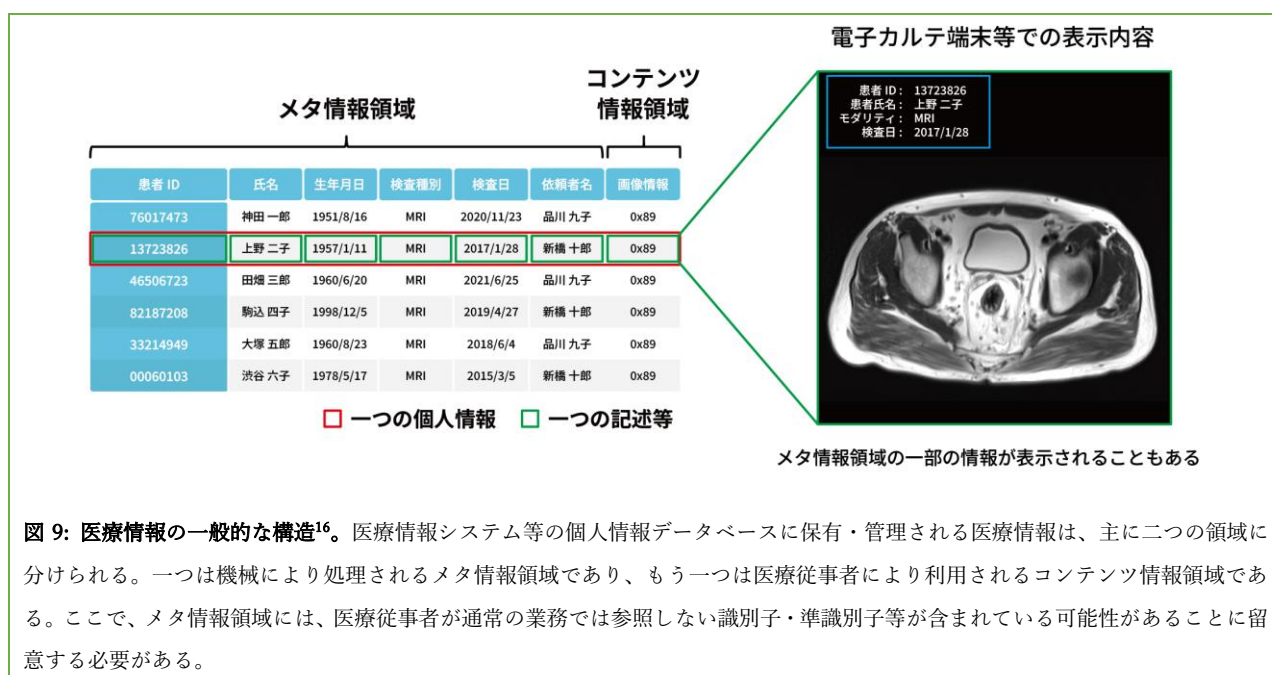 電子カルテ端末等での表示内容
メタ情報領域
コンテンツ
情報領域
患者 ID 氏名 生年月日 検査種別 検査日 依頼者名 画像情報
76017473 神田 一郎 1951/8/16 MRI 2020/11/23 品川 九子 0x89
13723826 上野 二子 1957/1/11 MRI 2017/1/28 新橋 十郎 0x89
46506723 田畑 三郎 1960/6/20 MRI 2021/6/25 品川 九子 0x89
82187208 駒込 四子 1998/12/5 MRI 2019/4/27 新橋 十郎 0x89
33214949 大塚 五郎 1960/8/23 MRI 2018/6/4 品川 九子 0x89
00060103 渋谷 六子 1978/5/17 MRI 2015/3/5 新橋 十郎 0x89
一つの個人情報 一つの記述等
患者 ID : 13723826
患者氏名 : 上野 二子
モダリティ : MRI
検査日 : 2017/1/28
メタ情報領域の一部の情報が表示されることもある
図 9: 医療情報の一般的な構造16。医療情報システム等の個人情報データベースに保有・管理される医療情報は、主に二つの領域に
分けられる。一つは機械により処理されるメタ情報領域であり、もう一つは医療従事者により利用されるコンテンツ情報領域であ
る。ここで、メタ情報領域には、医療従事者が通常の業務では参照しない識別子・準識別子等が含まれている可能性があることに留
意する必要がある。